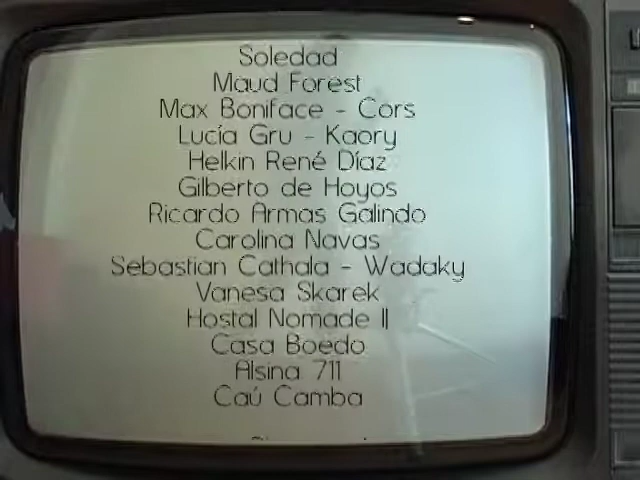 Soledad
Maud Forest
Max Boniface - Cors
Lucía Gru - Kaory
Helkin René Díaz
Gilberto de Hoyos
Ricardo Armas Galindo
Carolina Navas
Sebastian Cathala - Wadaky
Vanesa Skarek
Hostal Nomade II
Casa Boedo
Alsina 711
Caú Camba